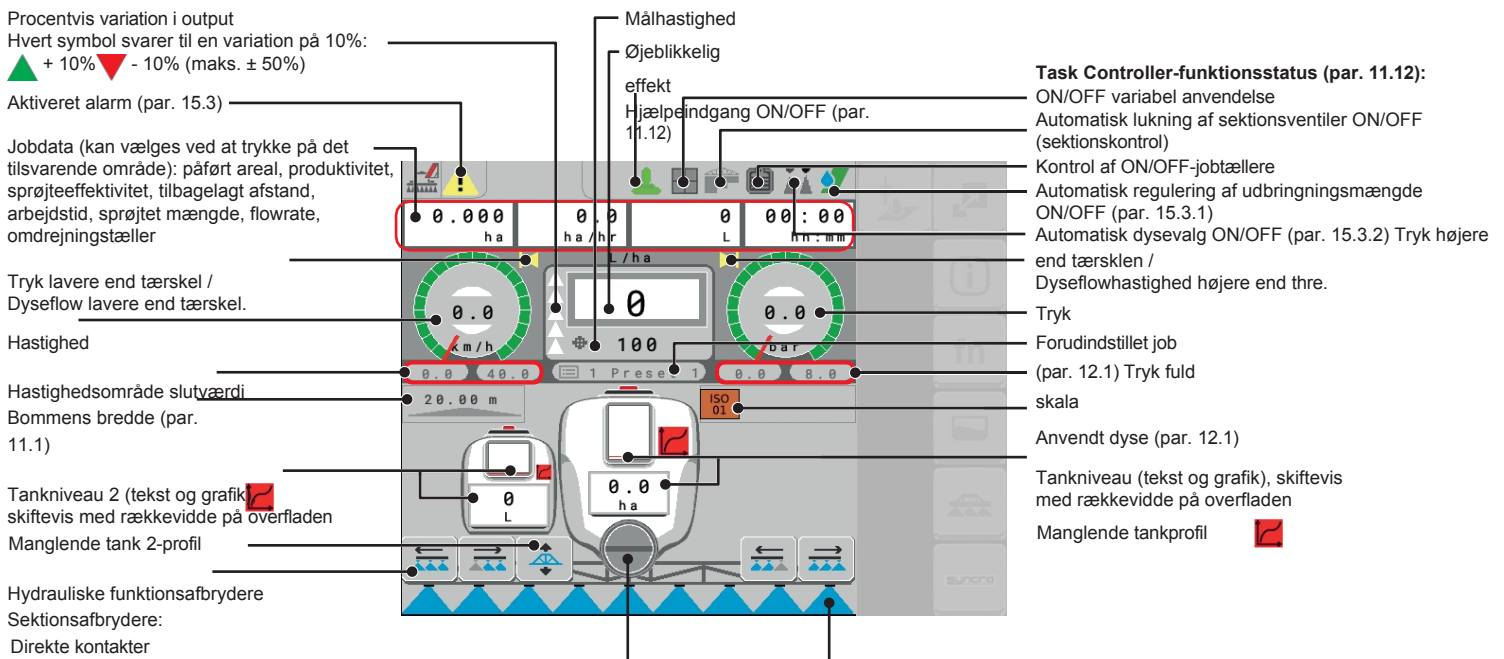 Procentvis variation i output
Hvert symbol svarer til en variation på 10%:
+ 10% - 10% (maks. ± 50%)
Aktiveret alarm (par. 15.3)
Jobdata (kan vælges ved at trykke på det
tilsvarende område): påført areal, produktivitet,
sprøjteeffektivitet, tilbagelagt afstand,
arbejdstid, sprøjtet mængde, flowrate,
omdrejningstæller
Tryk lavere end tærskel /
Dyseflow lavere end tærskel.
Hastighed
Hastighedsområde slutværdi
Bommens bredde (par.
11.1)
Tankniveau 2 (tekst og grafik
skiftevis med rækkevidde på overfladen
Manglende tank 2-profil
Hydrauliske funktionsafbrydere
Sektionsafbrydere:
Direkte kontakter
Målhastighed
Øjeblikkelig
effekt
Hjælpeindgang ON/OFF (par.
11.12)
0.000
ha
0.0
ha/hr
0
L
00:00
hh:mm
L/ha
0
100
0.0
km/h
0.0
bar
0.0
40.0
1 Preset 1
0.0
8.0
20.00 m
ISO
01
0
L
0.0
ha
fn
syncro
Task Controller-funktionsstatus (par. 11.12):
ON/OFF variabel anvendelse
Automatisk lukning af sektionsventiler ON/OFF
(sektionskontrol)
Kontrol af ON/OFF-jobtællere
Automatisk regulering af udbringningsmængde
ON/OFF (par. 15.3.1)
Automatisk dysevalg ON/OFF (par. 15.3.2) Tryk højere
end tærsklen /
Dyseflowhastighed højere end thre.
Tryk
Forudindstillet job
(par. 12.1) Tryk fuld
skala
Anvendt dyse (par. 12.1)
Tankniveau (tekst og grafik), skiftevis
med rækkevidde på overfladen
Manglende tankprofil